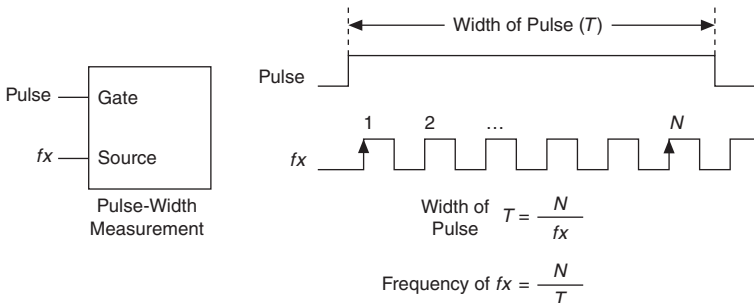 Width of Pulse (T)
Pulse
Pulse
Gate
1 2 ... N
fx
Source
fx
Pulse-Width
Measurement
Width of
Pulse
T = N
fx
Frequency of fx = N
T